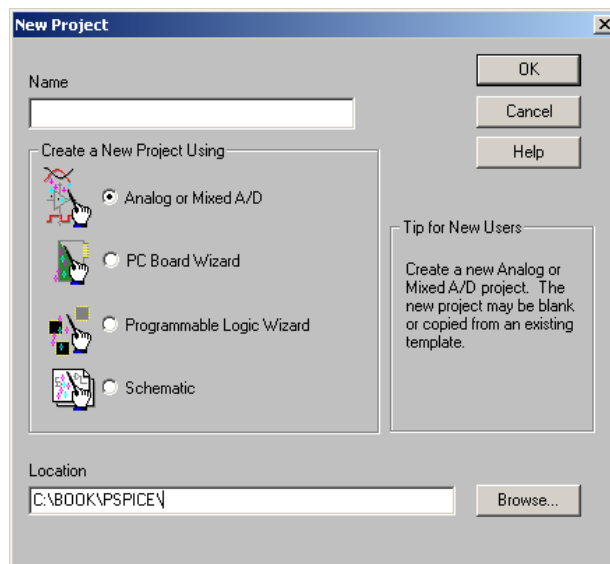 New Project
Name
OK
Cancel
Help
Create a New Project Using
Analog or Mixed A/D
PC Board Wizard
Programmable Logic Wizard
Schematic
Tip for New Users
Create a new Analog or
Mixed A/D project. The
new project may be blank
or copied from an existing
template.
Location
C:\BOOK\PSPICE\
Browse...